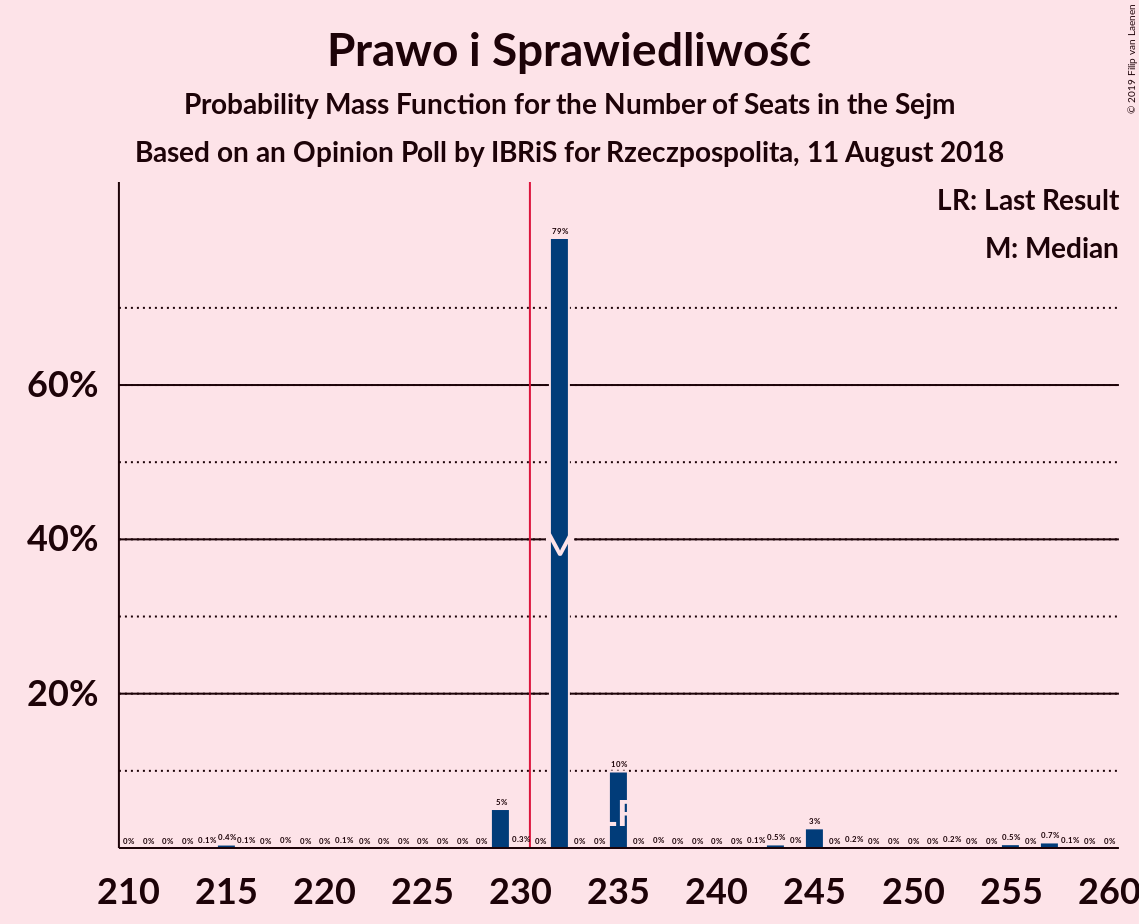 Prawo i Sprawiedliwość
Probability Mass Function for the Number of Seats in the Sejm
Based on an Opinion Poll by IBRiS for Rzeczpospolita, 11 August 2018
© 2019 Filip van Laenen
LR: Last Result
M: Median
60%
40%
20%
0% 0% 0% 0% 0.1% 0.4% 0.1% 0% 0% 0% 0% 0.1% 0% 0% 0% 0% 0% 0% 0% 5% 0.3% 0% 79% 0% 0% 10% 0% 0% 0% 0% 0% 0% 0.1% 0.5% 0% 3% 0% 0.2% 0% 0% 0% 0% 0.2% 0% 0% 0.5% 0% 0.7% 0.1% 0% 0%
M
LR
210 215 220 225 230 235 240 245 250 255 260